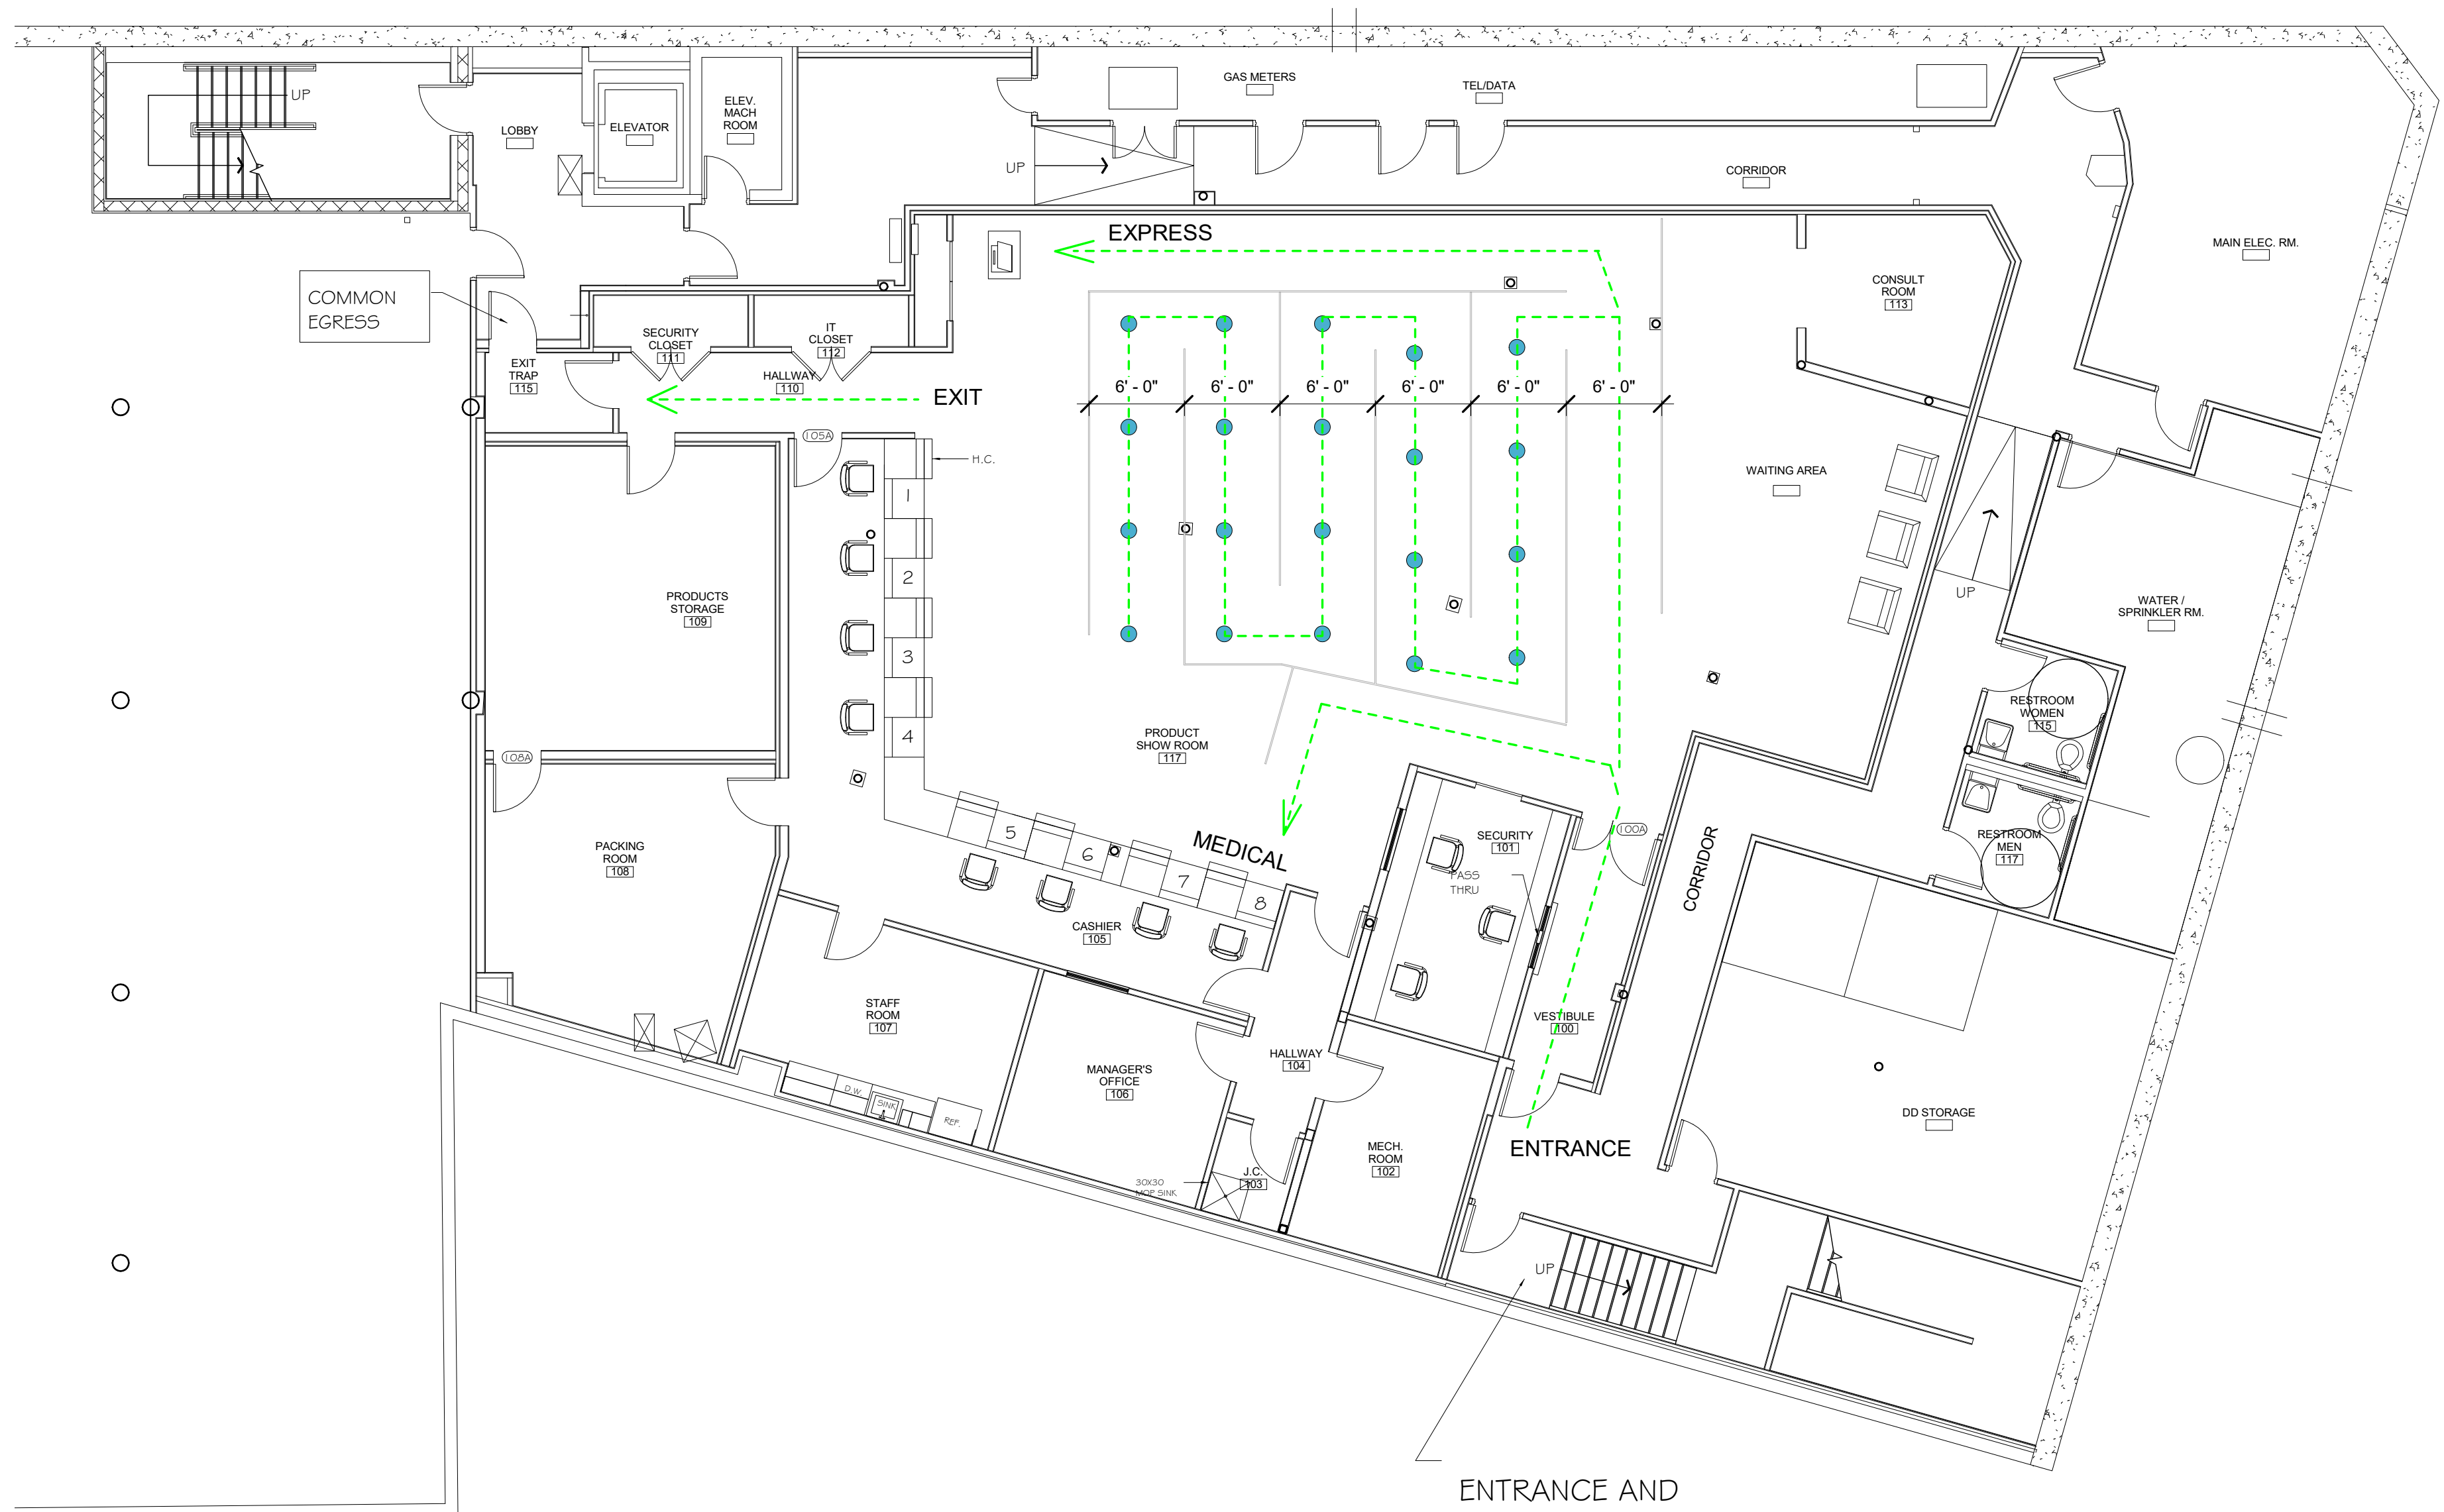 GAS METERS
TEL/DATA
UP
LOBBY
ELEVATOR
ELEV.
MACH
ROOM
UP
CORRIDOR
EXPRESS
MAIN ELEC. RM.
COMMON
EGRESS
CONSULT
ROOM
113
SECURITY
CLOSET
111
IT
CLOSET
112
EXIT
TRAP
115
HALLWAY
110
EXIT
6' - 0"
6' - 0"
6' - 0"
6' - 0"
6' - 0"
6' - 0"
105A
H.C.
WAITING AREA
1
2
3
4
PRODUCTS
STORAGE
109
UP
WATER /
SPRINKLER RM.
RESTROOM
WOMEN
115
PRODUCT
SHOW ROOM
117
108A
PACKING
ROOM
108
5
6
7
8
MEDICAL
SECURITY
101
100A
PASS
THRU
CORRIDOR
RESTROOM
MEN
117
CASHIER
105
STAFF
ROOM
107
VESTIBULE
100
HALLWAY
104
MANAGER'S
OFFICE
106
D.W.
SINK
REF.
DD STORAGE
MECH.
ROOM
102
ENTRANCE
J.C.
103
30X30
MOP SINK
UP
ENTRANCE AND